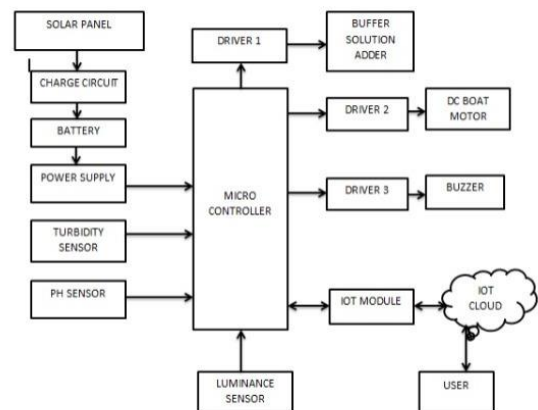 SOLAR PANEL
CHARGE CIRCUIT
BATTERY
POWER SUPPLY
TURBIDITY
SENSOR
PH SENSOR
DRIVER 1
MICRO
CONTROLLER
LUMINANCE
SENSOR
BUFFER
SOLUTION
ADDER
DRIVER 2
DC BOAT
MOTOR
DRIVER 3
BUZZER
IOT MODULE
IOT
CLOUD
USER